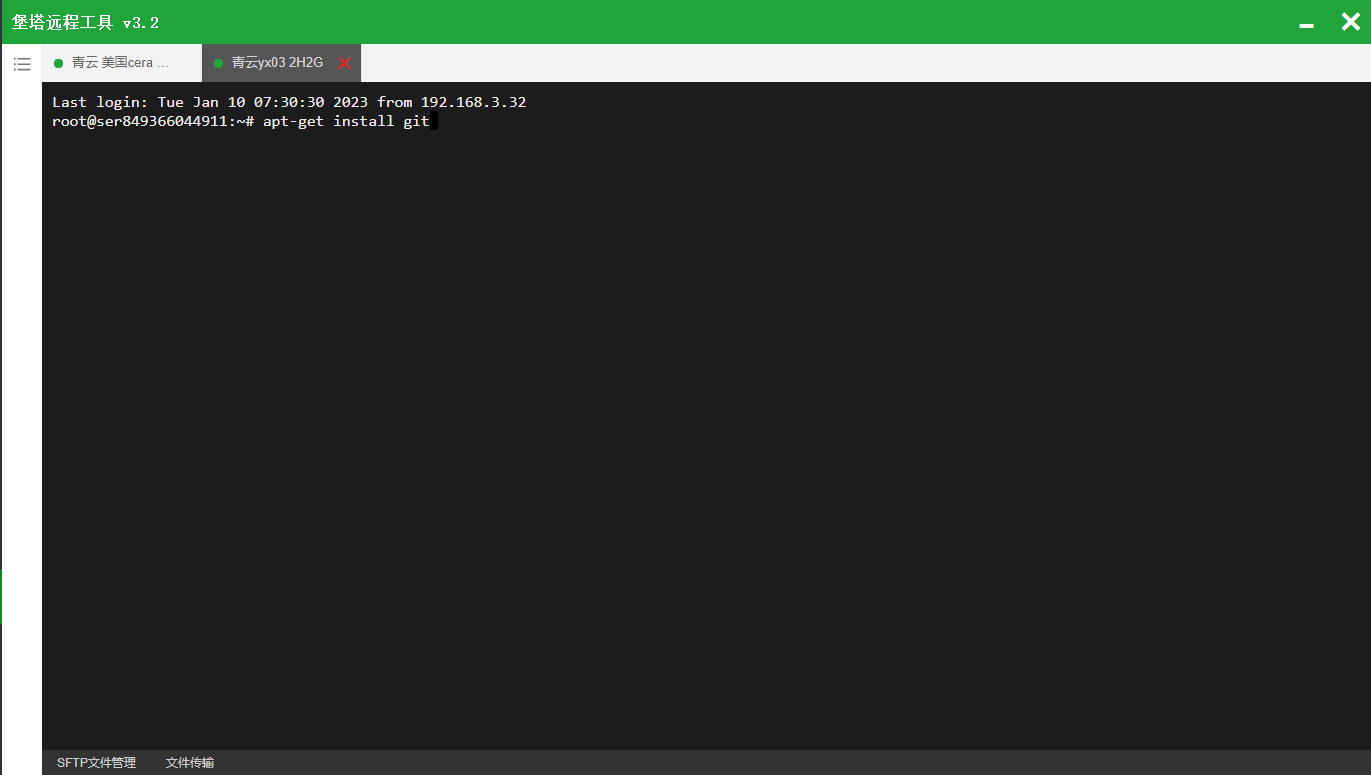 堡塔远程工具 v3.2
青云 美国cera ...
青云yx03 2H2G
Last login: Tue Jan 10 07:30:30 2023 from 192.168.3.32
root@ser849366044911:~# apt-get install git
SFTP文件管理 文件传输